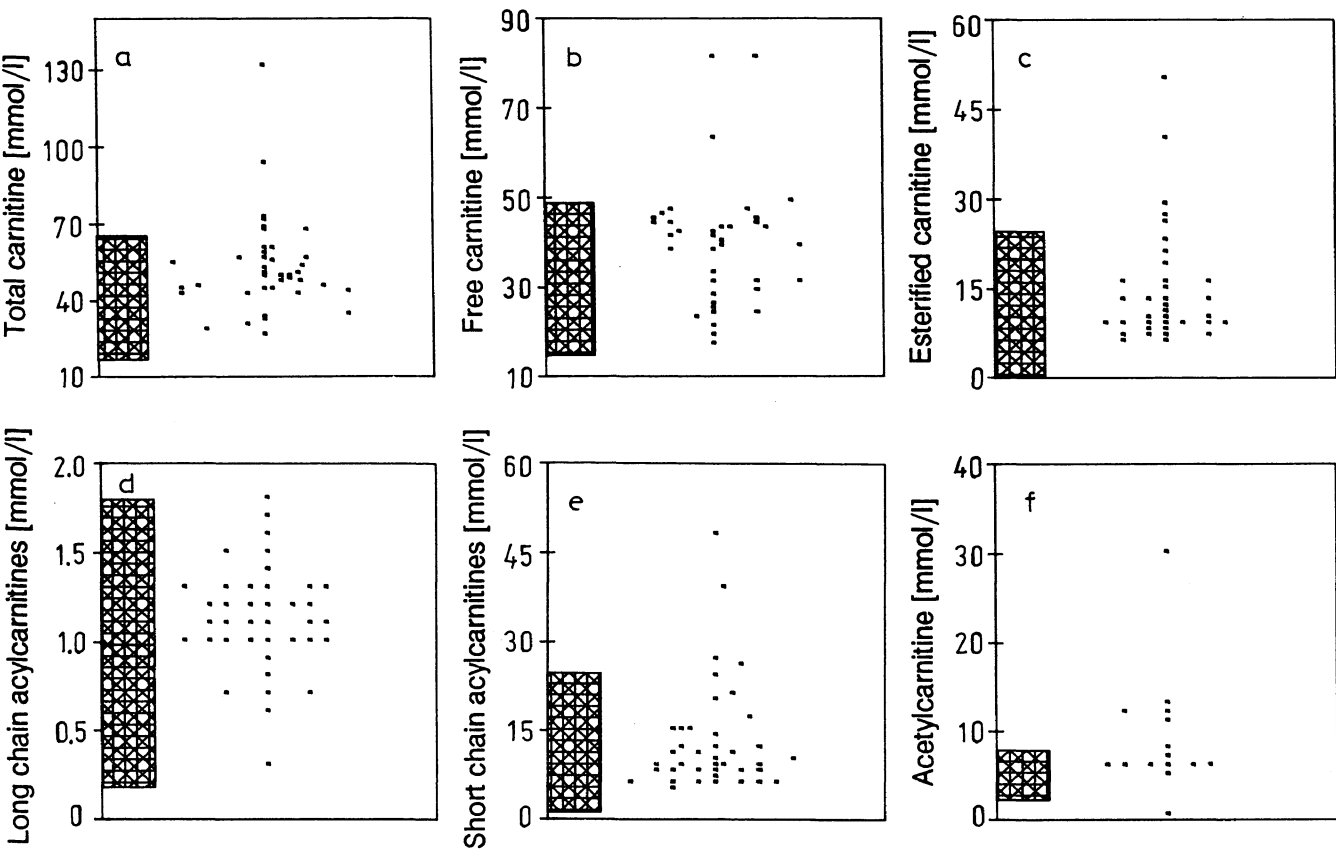 Total carnitine [mmol/l]
130
100
70
40
10
a
Free carnitine [mmol/l]
90
70
50
30
10
b
Esterified carnitine [mmol/l]
60
45
30
15
0
c
Long chain acylcarnitines [mmol/l]
2.0
1.5
1.0
0.5
0
d
Short chain acylcarnitines [mmol/l]
60
45
30
15
0
e
Acetylcarnitine [mmol/l]
40
30
20
10
0
f